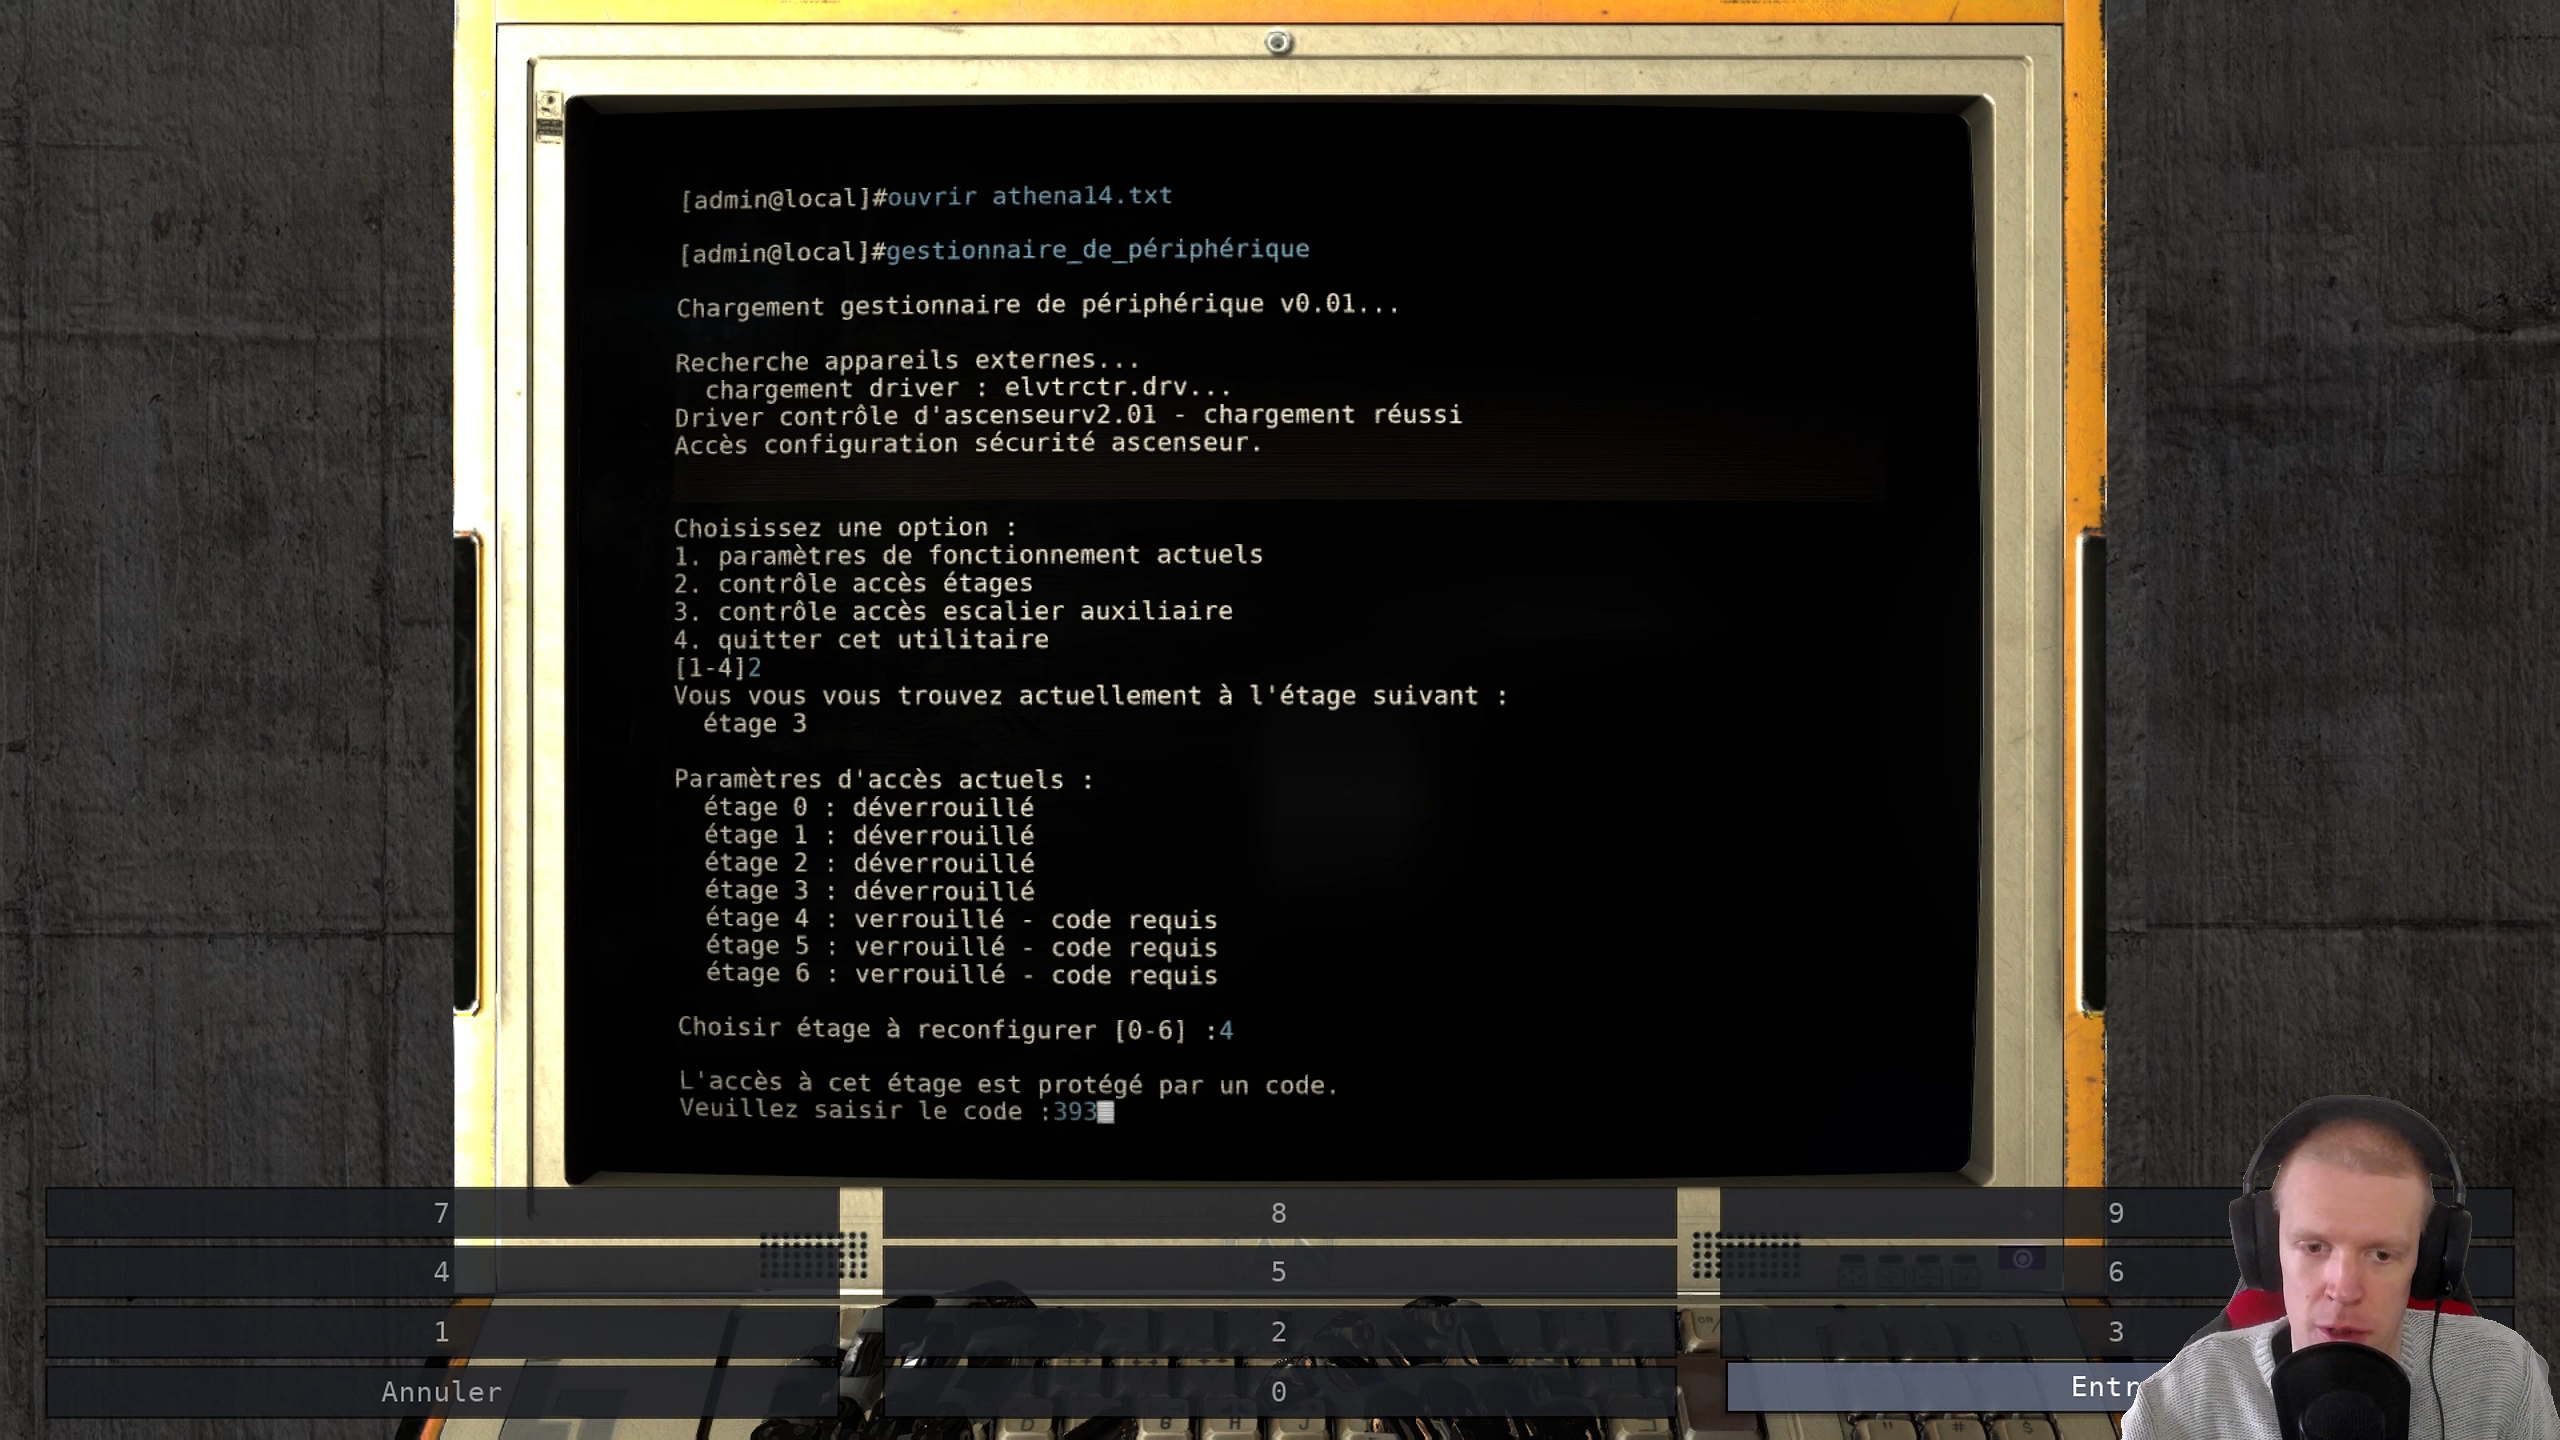 [admin@local]#ouvrir athena14.txt
[admin@local]#gestionnaire_de_périphérique
Chargement gestionnaire de périphérique v0.01...
Recherche appareils externes...
chargement driver : elvtrctr.drv...
Driver contrôle d'ascenseurv2.01 - chargement réussi
Accès configuration sécurité ascenseur.
Choisissez une option :
1. paramètres de fonctionnement actuels
2. contrôle accès étages
3. contrôle accès escalier auxiliaire
4. quitter cet utilitaire
[1-4]2
Vous vous vous trouvez actuellement à l'étage suivant :
étage 3
Paramètres d'accès actuels :
étage 0 : déverrouillé
étage 1 : déverrouillé
étage 2 : déverrouillé
étage 3 : déverrouillé
étage 4 : verrouillé - code requis
étage 5 : verrouillé - code requis
étage 6 : verrouillé - code requis
Choisir étage à reconfigurer [0-6] :4
L'accès à cet étage est protégé par un code.
Veuillez saisir le code :393
7 8 9
4 5 6
1 2 3
Annuler 0 Entr